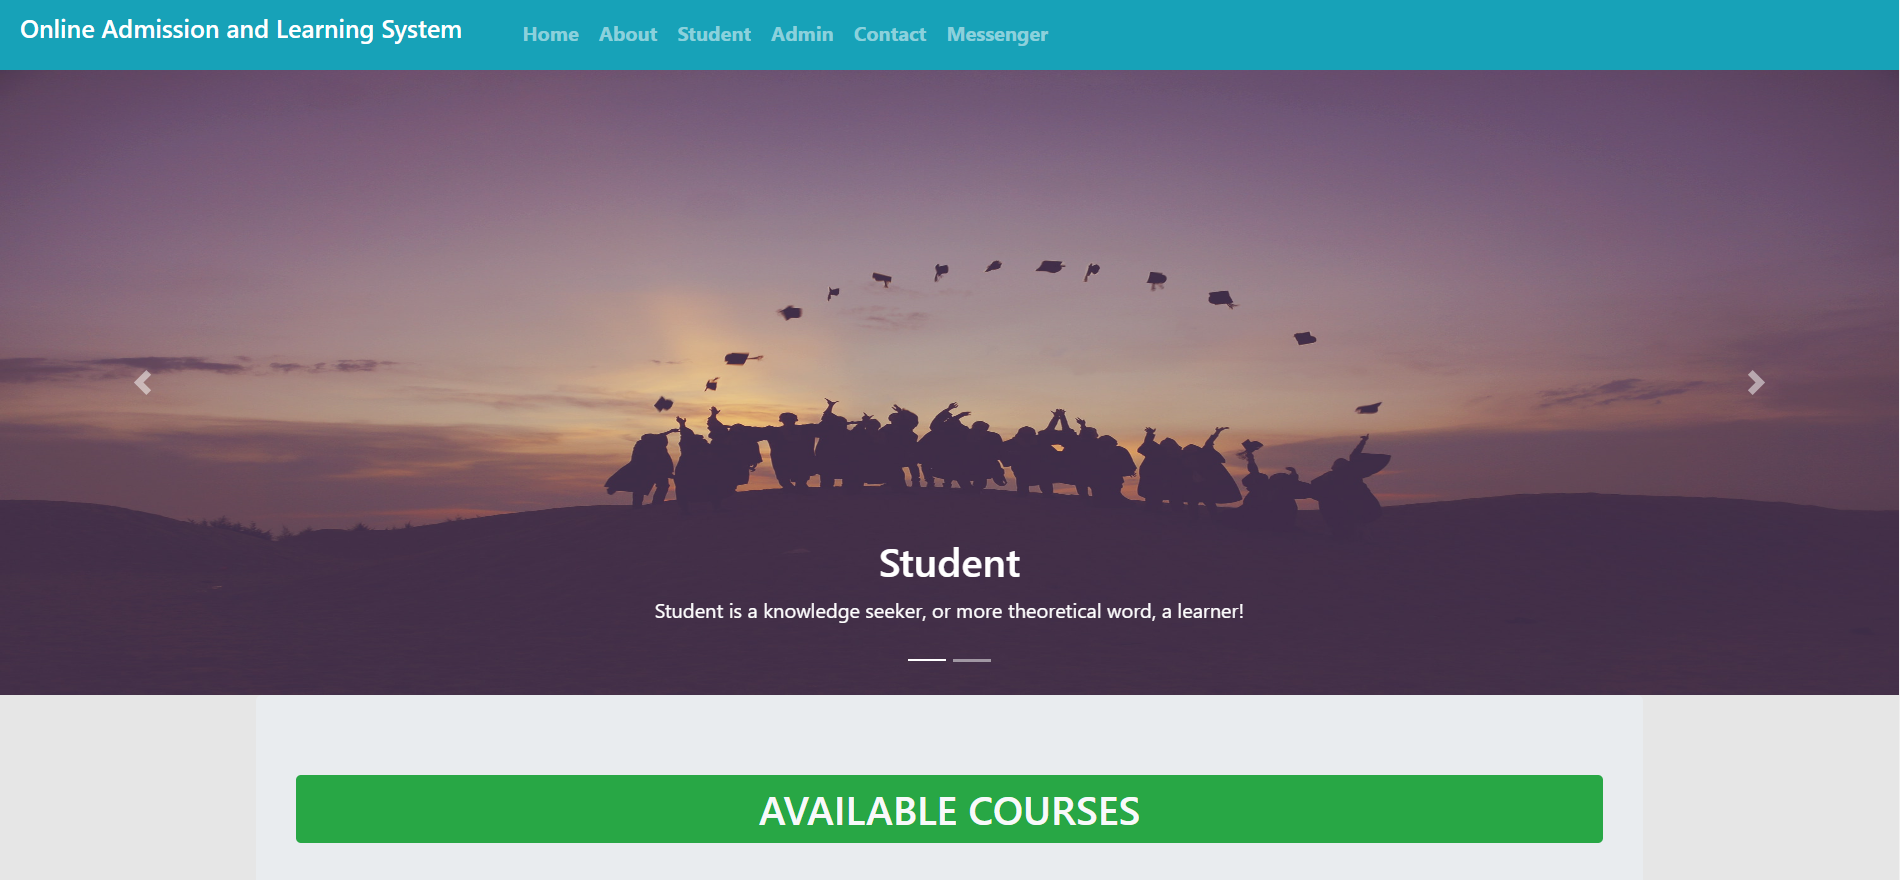 Online Admission and Learning System
Home About Student Admin Contact Messenger
Student
Student is a knowledge seeker, or more theoretical word, a learner!
AVAILABLE COURSES